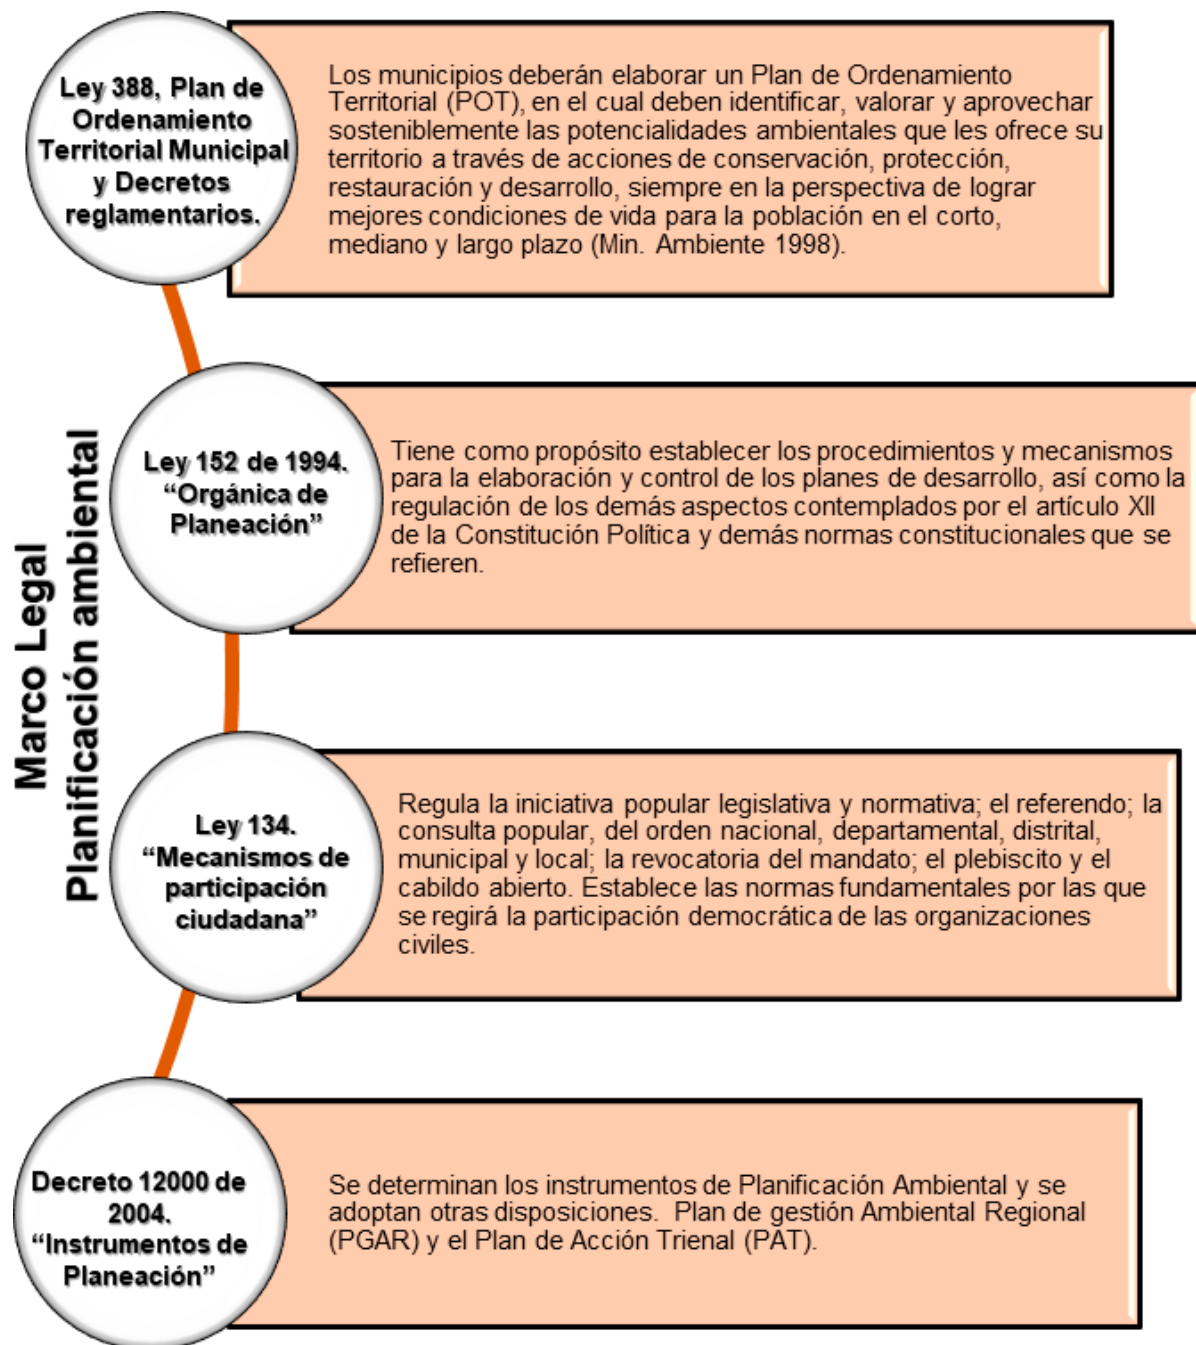 Marco Legal
Planificación ambiental
Ley 388, Plan de
Ordenamiento
Territorial Municipal
y Decretos
reglamentarios.
Los municipios deberán elaborar un Plan de Ordenamiento
Territorial (POT), en el cual deben identificar, valorar y aprovechar
sosteniblemente las potencialidades ambientales que les ofrece su
territorio a través de acciones de conservación, protección,
restauración y desarrollo, siempre en la perspectiva de lograr
mejores condiciones de vida para la población en el corto,
mediano y largo plazo (Min. Ambiente 1998).
Ley 152 de 1994.
“Orgánica de
Planeación”
Tiene como propósito establecer los procedimientos y mecanismos
para la elaboración y control de los planes de desarrollo, así como la
regulación de los demás aspectos contemplados por el artículo XII
de la Constitución Política y demás normas constitucionales que se
refieren.
Ley 134.
“Mecanismos de
participación
ciudadana”
Regula la iniciativa popular legislativa y normativa; el referendo; la
consulta popular, del orden nacional, departamental, distrital,
municipal y local; la revocatoria del mandato; el plebiscito y el
cabildo abierto. Establece las normas fundamentales por las que
se regirá la participación democrática de las organizaciones
civiles.
Decreto 12000 de
2004.
“Instrumentos de
Planeación”
Se determinan los instrumentos de Planificación Ambiental y se
adoptan otras disposiciones. Plan de gestión Ambiental Regional
(PGAR) y el Plan de Acción Trienal (PAT).